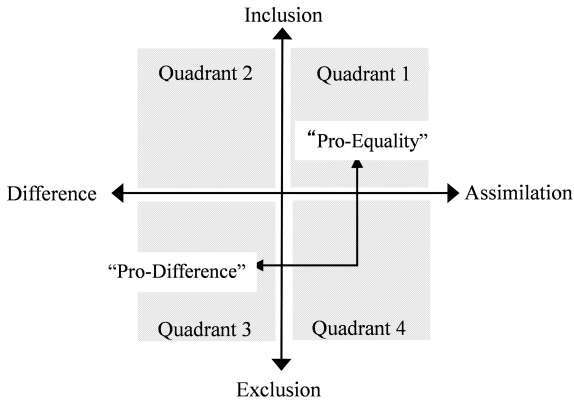 Inclusion
Quadrant 2
Quadrant 1
“Pro-Equality”
Difference
Assimilation
“Pro-Difference”
Quadrant 3
Quadrant 4
Exclusion